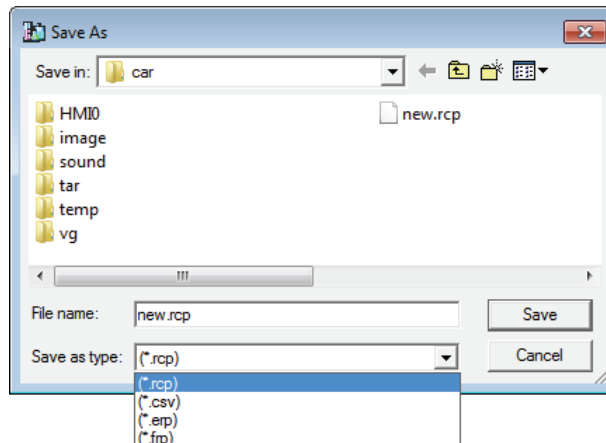 Save As
Save in: car
HMI0
image
sound
tar
temp
vg
new.rcp
File name: new.rcp
Save
Save as type: (*.rcp)
Cancel
(*.rcp)
(*.csv)
(*.erp)
(*.frp)